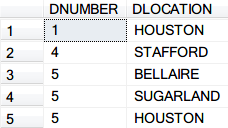 DNUMBER DLOCATION
1 1 HOUSTON
2 4 STAFFORD
3 5 BELLAIRE
4 5 SUGARLAND
5 5 HOUSTON